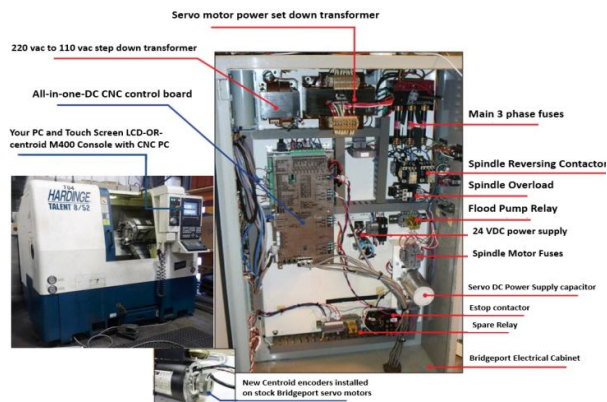 Servo motor power set down transformer
220 vac to 110 vac step down transformer
All-in-one-DC CNC control board
Your PC and Touch Screen LCD-OR-
centroid M400 Console with CNC PC
Main 3 phase fuses
Spindle Reversing Contactor
Spindle Overload
Flood Pump Relay
24 VDC power supply
Spindle Motor Fuses
Servo DC Power Supply capacitor
Estop contactor
Spare Relay
Bridgeport Electrical Cabinet
New Centroid encoders installed
on stock Bridgeport servo motors
HARDINGE
TALENT 8/52